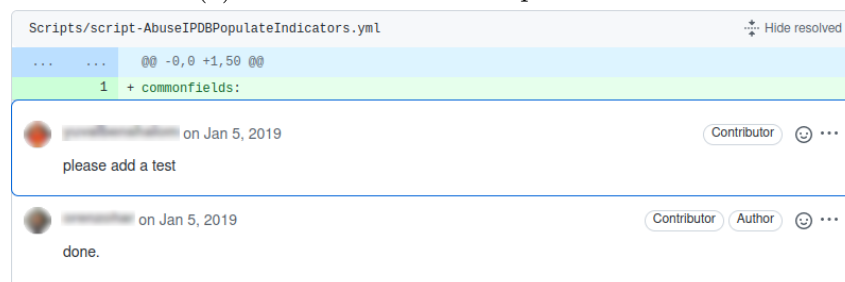 Scripts/script-AbuseIPDBPopulateIndicators.yml Hide resolved
... ... @@ -0,0 +1,50 @@
1 + commonfields:
on Jan 5, 2019 Contributor
please add a test
on Jan 5, 2019 Contributor Author
done.